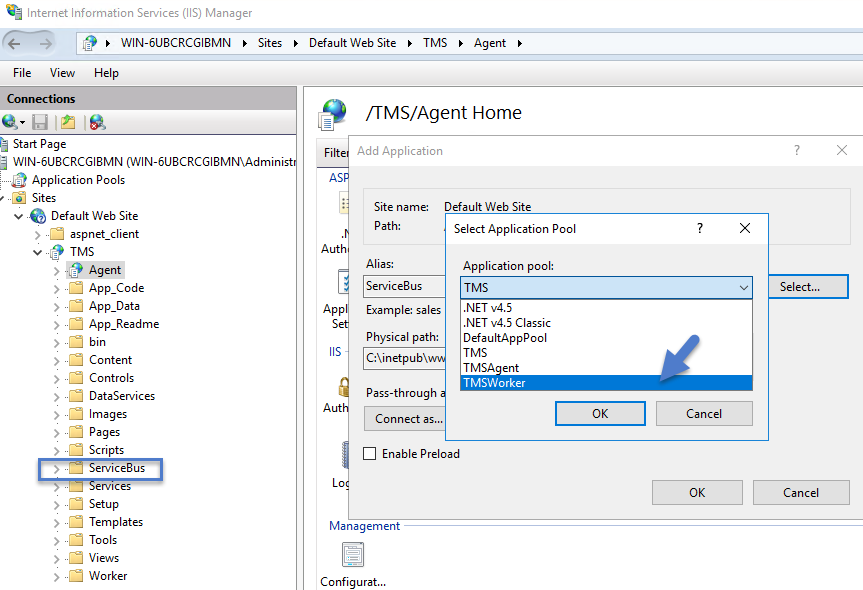 Internet Information Services (IIS) Manager
WIN-6UBCRCGIBMN
Sites
Default Web Site
TMS
Agent
File
View
Help
Connections
Start Page
WIN-6UBCRCGIBMN (WIN-6UBCRCGIBMN\Administr
Application Pools
Sites
Default Web Site
aspnet_client
TMS
Agent
App_Code
App_Data
App_Readme
bin
Content
Controls
DataServices
Images
Pages
Scripts
ServiceBus
Services
Setup
Templates
Tools
Views
Worker
/TMS/Agent Home
Filter
ASP
.N
Autho
Appl
Set
IIS
Auth
Log
Management
Configurat...
Add Application
?
Site name: Default Web Site
Path:
Alias:
ServiceBus
Example: sales
Physical path:
C:\inetpub\ww
Pass-through a
Connect as...
Enable Preload
Select...
OK
Cancel
Select Application Pool
?
Application pool:
TMS
.NET v4.5
.NET v4.5 Classic
DefaultAppPool
TMS
TMSAgent
TMSWorker
OK
Cancel